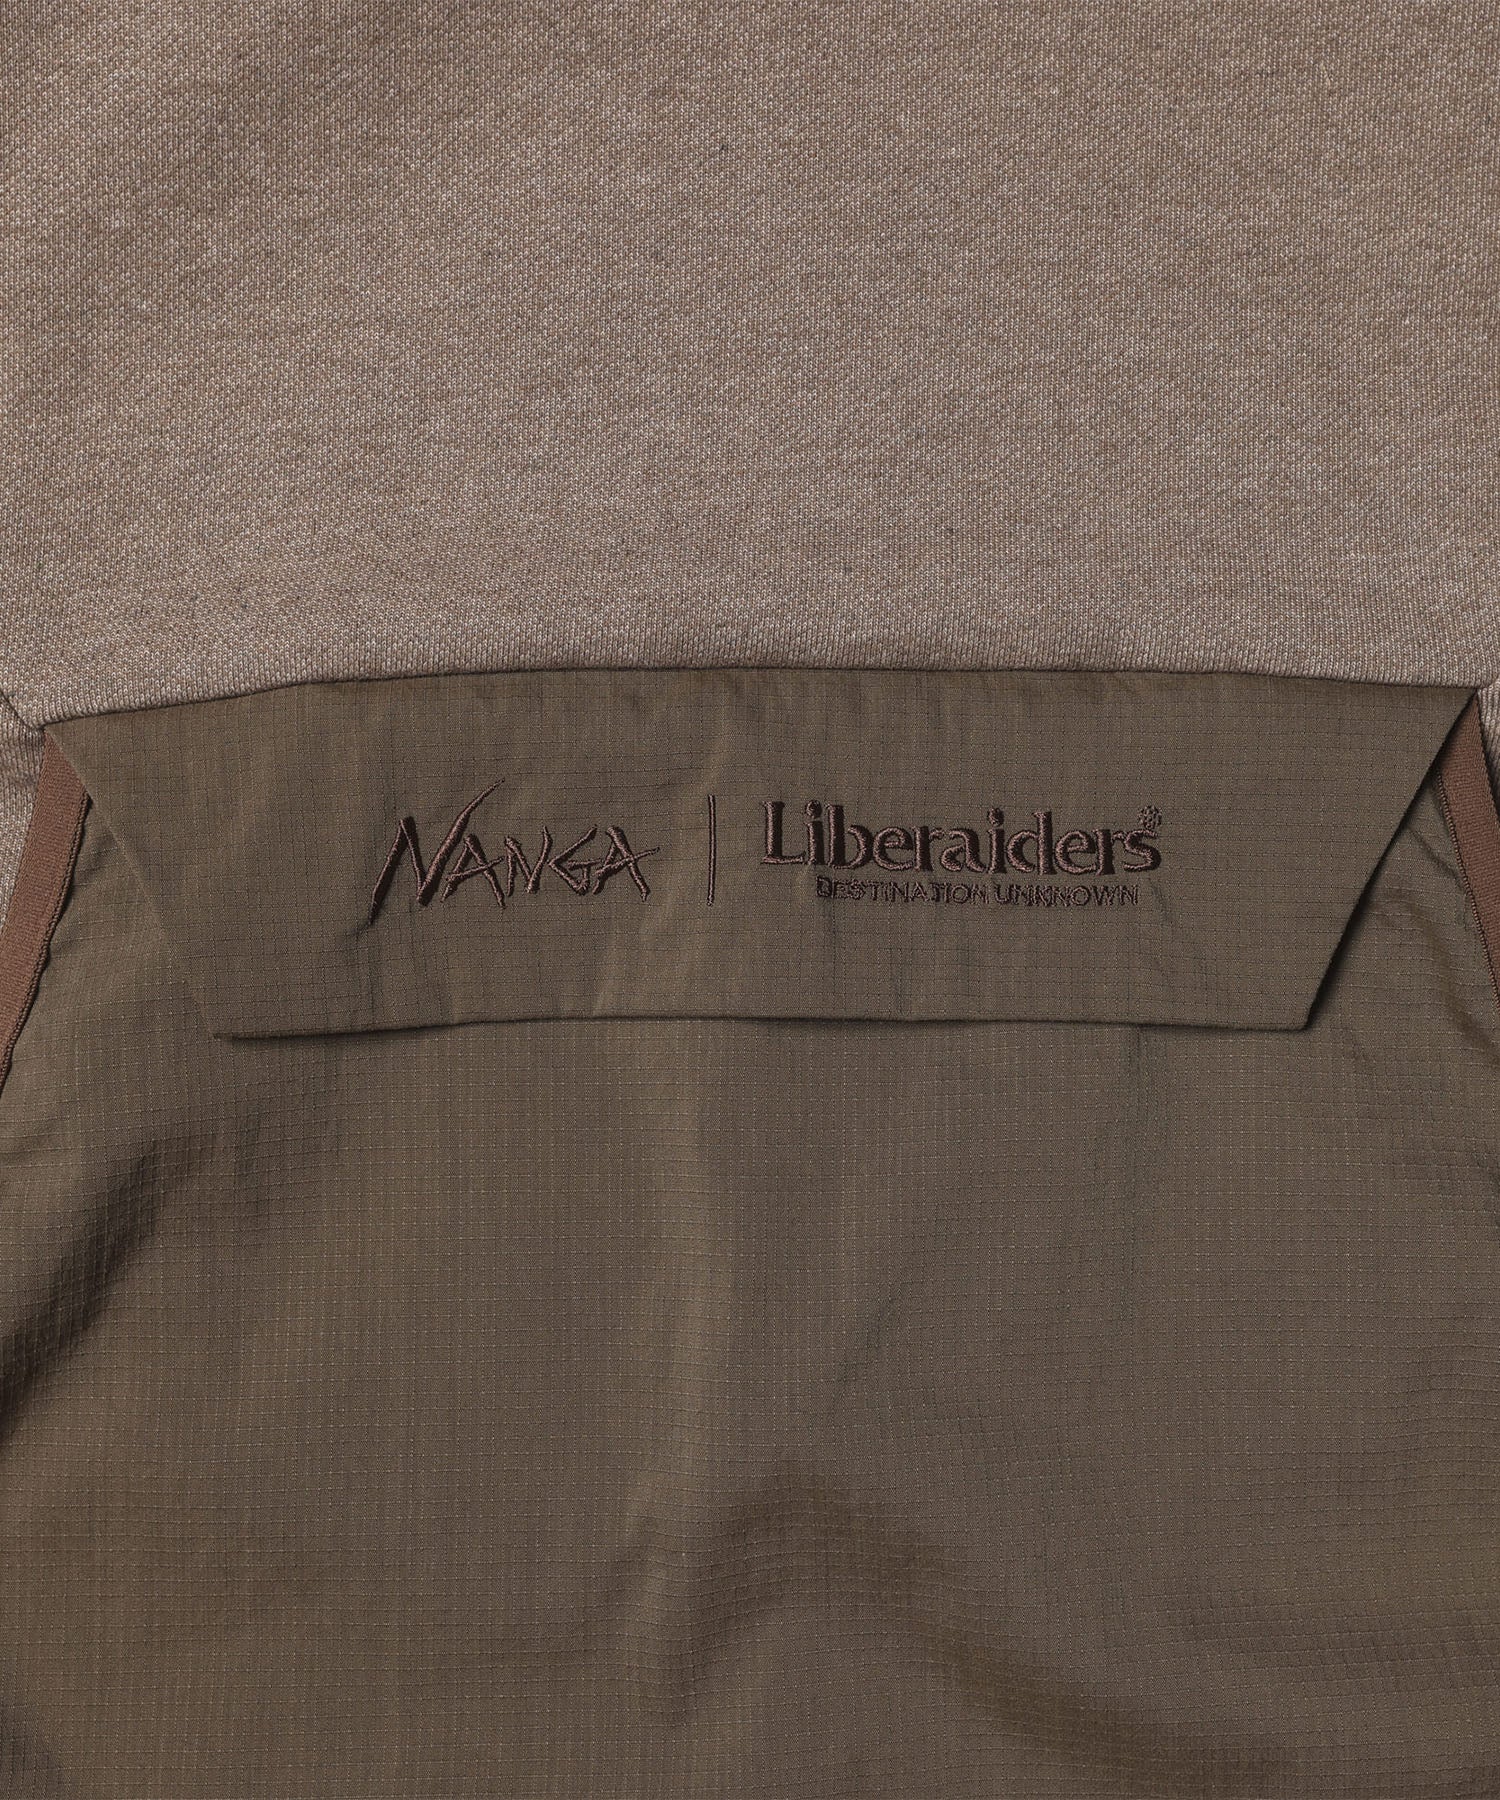 NANGA | Liberaiders®
DESTINATION UNKNOWN